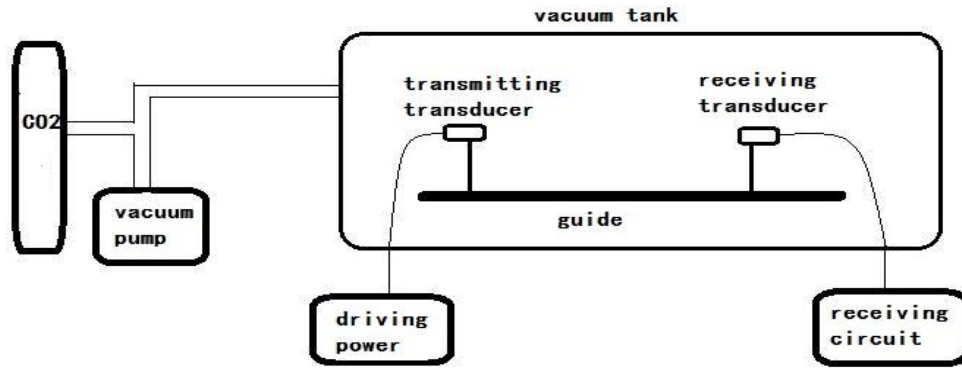 vacuum tank
transmitting
transducer
receiving
transducer
CO2
vacuum
pump
guide
driving
power
receiving
circuit